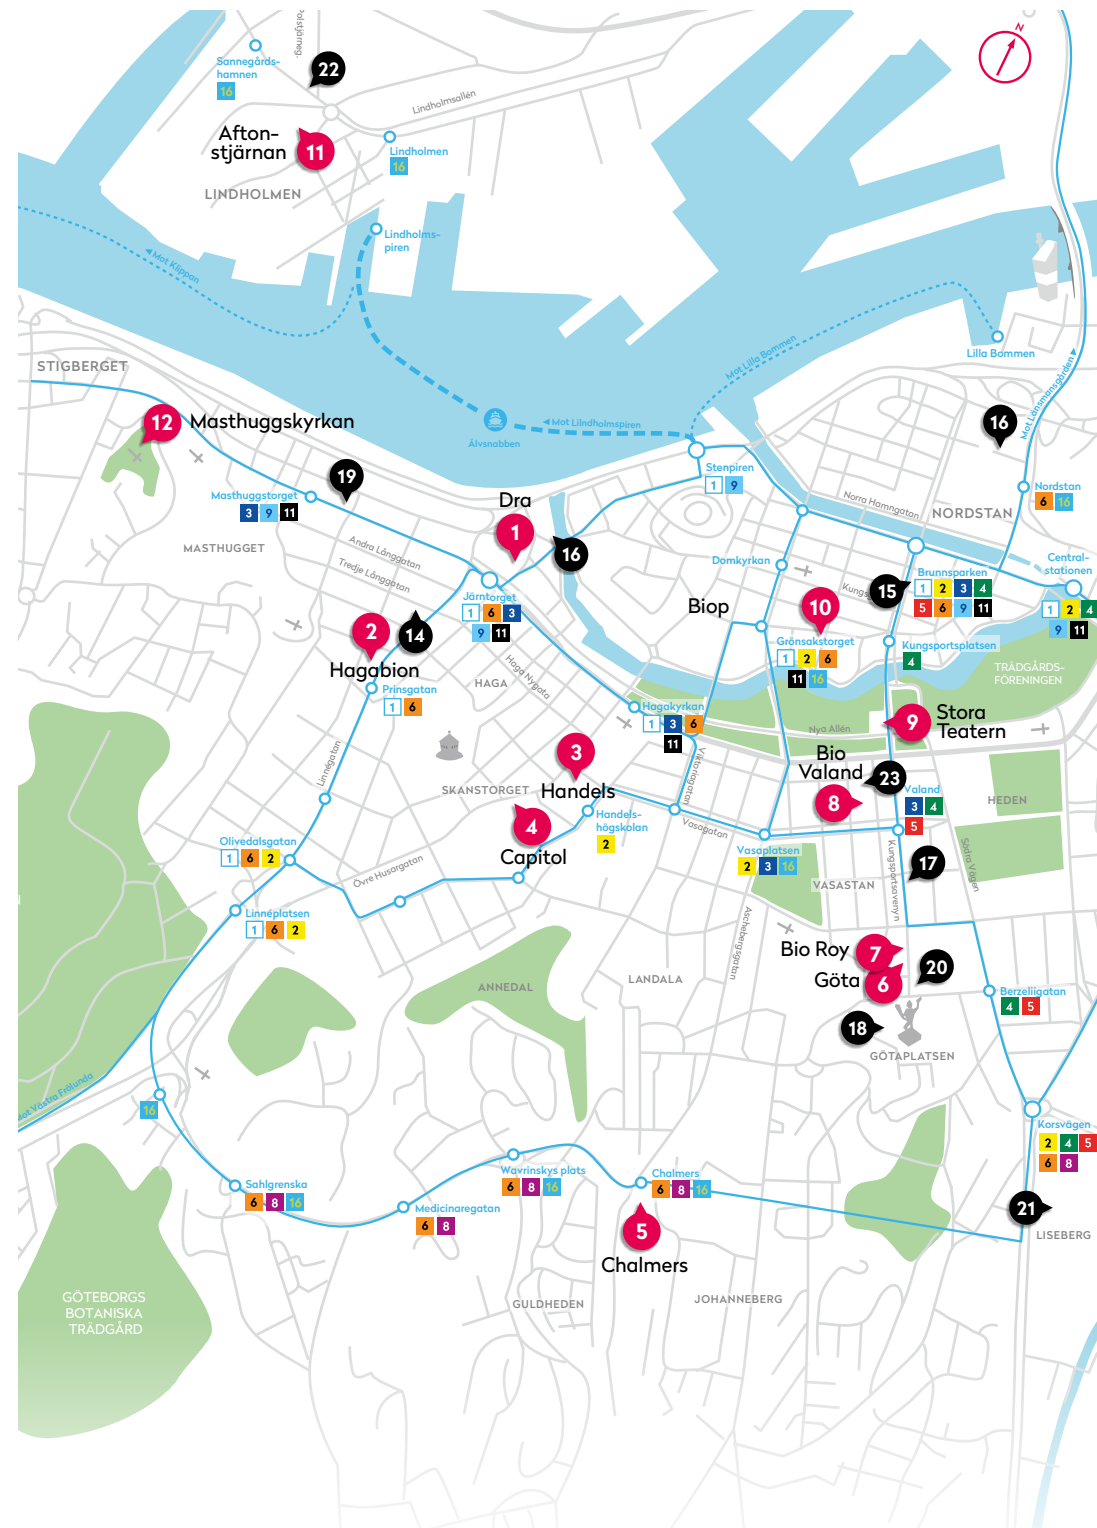 Polstjärneg.
N
Sannegårds-
hamnen
16
22
Lindholmsallén
Afton-
stjärnan
11
Lindholmen
16
LINDHOLMEN
Lindholms-
piren
Mot Klippan
Lilla Bommen
Mot Lilla Bommen
STIGBERGET
Mot Länsmansgården
12
Masthuggskyrkan
16
Mot Lilndholmspiren
Älvsnabben
19
Stenpiren
1 9
Nordstan
6 16
Masthuggstorget
3 9 11
Dra
1
Norra Hamngatan
NORDSTAN
MASTHUGGET
Andra Långgatan
Tredje Långgatan
16
Domkyrkan
Brunnsparken
1 2 3 4
5 6 9 11
Central-
stationen
1 2 4
9 11
15
Kungs
Järntorget
1 6 3
9 11
Biop
10
2
14
Hagabion
Grönsakstorget
1 2 6
11 16
Kungsportsplatsen
4
TRÄDGÅRDS-
FÖRENINGEN
Haga Nygata
HAGA
Prinsgatan
1 6
Hagakyrkan
1 3 6
11
9
Stora
Teatern
Nya Allén
Linnégatan
3
Handels
Viktoriagatan
Bio
Valand
23
8
Valand
3 4
5
HEDEN
SKANSTORGET
4
Capitol
Handels-
högskolan
2
Vasagatan
Olivedalsgatan
1 6 2
Övre Husargatan
Vasaplatsen
2 3 16
Kungsportsavenyn
Södra Vägen
17
VASASTAN
Linnéplatsen
1 6 2
Aschebergsgatan
Bio Roy
7
Göta
6
20
LANDALA
ANNEDAL
Berzeliigatan
4 5
18
GÖTAPLATSEN
Mot Västra Frölunda
16
Korsvägen
2 4 5
6 8
Wavrinskys plats
6 8 16
Chalmers
6 8 16
Sahlgrenska
6 8 16
Medicinaregatan
6 8
21
LISEBERG
5
Chalmers
GÖTEBORGS
BOTANISKA
TRÄDGÅRD
GULDHEDEN
JOHANNEBERG